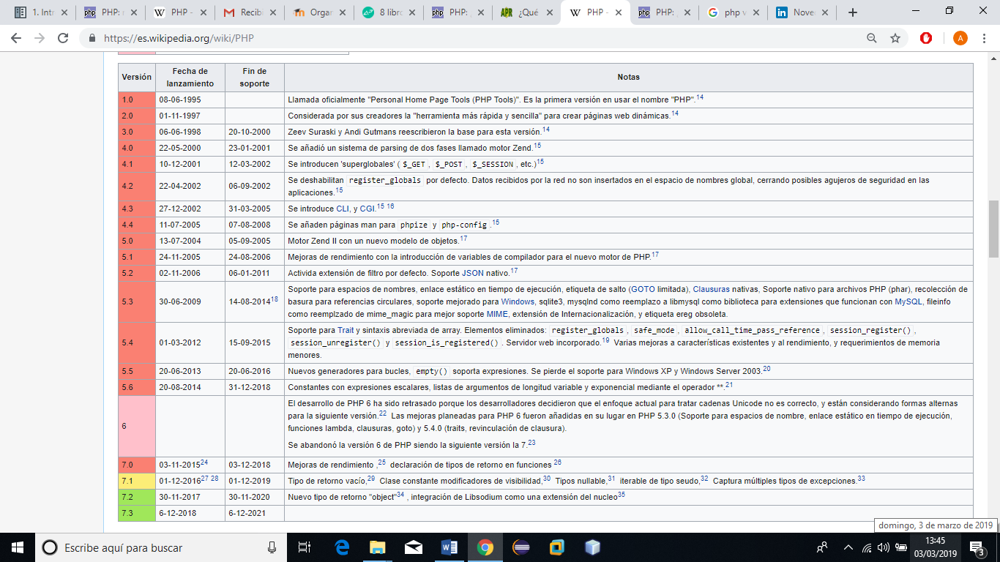 1. Intr
PHP: r
PHP -
Recibi
Organ
8 libro
PHP: ,
¿Qué
PHP -
PHP:
php v
Nove
https://es.wikipedia.org/wiki/PHP
A
Versión Fecha de lanzamiento Fin de soporte Notas
1.0 08-06-1995 Llamada oficialmente "Personal Home Page Tools (PHP Tools)". Es la primera versión en usar el nombre "PHP".14
2.0 01-11-1997 Considerada por sus creadores la "herramienta más rápida y sencilla" para crear páginas web dinámicas.14
3.0 06-06-1998 20-10-2000 Zeev Suraski y Andi Gutmans reescribieron la base para esta versión.14
4.0 22-05-2000 23-01-2001 Se añadió un sistema de parsing de dos fases llamado motor Zend.15
4.1 10-12-2001 12-03-2002 Se introducen 'superglobales' ( $_GET , $_POST , $_SESSION , etc.)15
4.2 22-04-2002 06-09-2002 Se deshabilitan register_globals por defecto. Datos recibidos por la red no son insertados en el espacio de nombres global, cerrando posibles agujeros de seguridad en las
aplicaciones.15
4.3 27-12-2002 31-03-2005 Se introduce CLI, y CGI.15 16
4.4 11-07-2005 07-08-2008 Se añaden páginas man para phpize y php-config .15
5.0 13-07-2004 05-09-2005 Motor Zend II con un nuevo modelo de objetos.17
5.1 24-11-2005 24-08-2006 Mejoras de rendimiento con la introducción de variables de compilador para el nuevo motor de PHP.17
5.2 02-11-2006 06-01-2011 Activida extensión de filtro por defecto. Soporte JSON nativo.17
5.3 30-06-2009 14-08-201418 Soporte para espacios de nombres, enlace estático en tiempo de ejecución, etiqueta de salto (GOTO limitada), Clausuras nativas, Soporte nativo para archivos PHP (phar), recolección de
basura para referencias circulares, soporte mejorado para Windows, sqlite3, mysqlnd como reemplazo a libmysql como biblioteca para extensiones que funcionan con MySQL, fileinfo
como reemplzado de mime_magic para mejor soporte MIME, extensión de Internacionalización, y etiqueta ereg obsoleta.
5.4 01-03-2012 15-09-2015 Soporte para Trait y sintaxis abreviada de array. Elementos eliminados: register_globals , safe_mode , allow_call_time_pass_reference , session_register() ,
session_unregister() y session_is_registered() . Servidor web incorporado.19 Varias mejoras a características existentes y al rendimiento, y requerimientos de memoria
menores.
5.5 20-06-2013 20-06-2016 Nuevos generadores para bucles, empty() soporta expresiones. Se pierde el soporte para Windows XP y Windows Server 2003.20
5.6 20-08-2014 31-12-2018 Constantes con expresiones escalares, listas de argumentos de longitud variable y exponencial mediante el operador **.21
6 El desarrollo de PHP 6 ha sido retrasado porque los desarrolladores decidieron que el enfoque actual para tratar cadenas Unicode no es correcto, y están considerando formas alternas
para la siguiente versión.22 Las mejoras planeadas para PHP 6 fueron añadidas en su lugar en PHP 5.3.0 (Soporte para espacios de nombre, enlace estático en tiempo de ejecución,
funciones lambda, clausuras, goto) y 5.4.0 (traits, revinculación de clausura).
Se abandonó la versión 6 de PHP siendo la siguiente versión la 7.23
7.0 03-11-201524 03-12-2018 Mejoras de rendimiento ,25 declaración de tipos de retorno en funciones 26
7.1 01-12-201627 28 01-12-2019 Tipo de retorno vacío,29 Clase constante modificadores de visibilidad,30 Tipos nullable,31 iterable de tipo seudo,32 Captura múltiples tipos de excepciones.33
7.2 30-11-2017 30-11-2020 Nuevo tipo de retorno "object"34 , integración de Libsodium como una extensión del nucleo35
7.3 6-12-2018 6-12-2021
domingo, 3 de marzo de 2019
Escribe aquí para buscar
13:45
03/03/2019
3